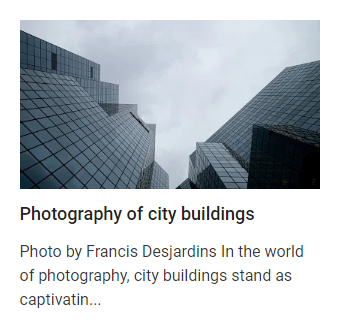 Photography of city buildings
Photo by Francis Desjardins In the world
of photography, city buildings stand as
captivatin...